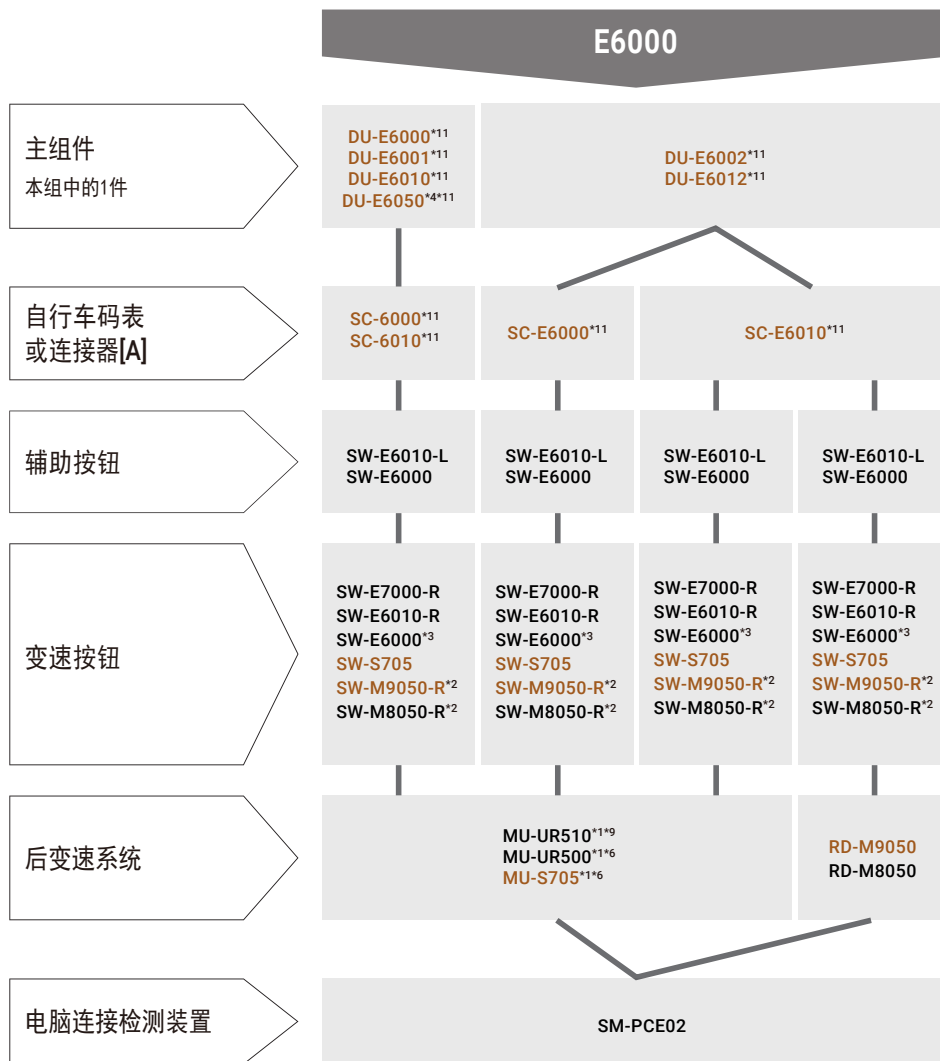 E6000
主组件
本组中的1件
DU-E6000*11
DU-E6001*11
DU-E6010*11
DU-E6050*4*11
DU-E6002*11
DU-E6012*11
自行车码表
或连接器[A]
SC-6000*11
SC-6010*11
SC-E6000*11
SC-E6010*11
辅助按钮
SW-E6010-L
SW-E6000
SW-E6010-L
SW-E6000
SW-E6010-L
SW-E6000
SW-E6010-L
SW-E6000
变速按钮
SW-E7000-R
SW-E6010-R
SW-E6000*3
SW-S705
SW-M9050-R*2
SW-M8050-R*2
SW-E7000-R
SW-E6010-R
SW-E6000*3
SW-S705
SW-M9050-R*2
SW-M8050-R*2
SW-E7000-R
SW-E6010-R
SW-E6000*3
SW-S705
SW-M9050-R*2
SW-M8050-R*2
SW-E7000-R
SW-E6010-R
SW-E6000*3
SW-S705
SW-M9050-R*2
SW-M8050-R*2
后变速系统
MU-UR510*1*9
MU-UR500*1*6
MU-S705*1*6
RD-M9050
RD-M8050
电脑连接检测装置
SM-PCE02